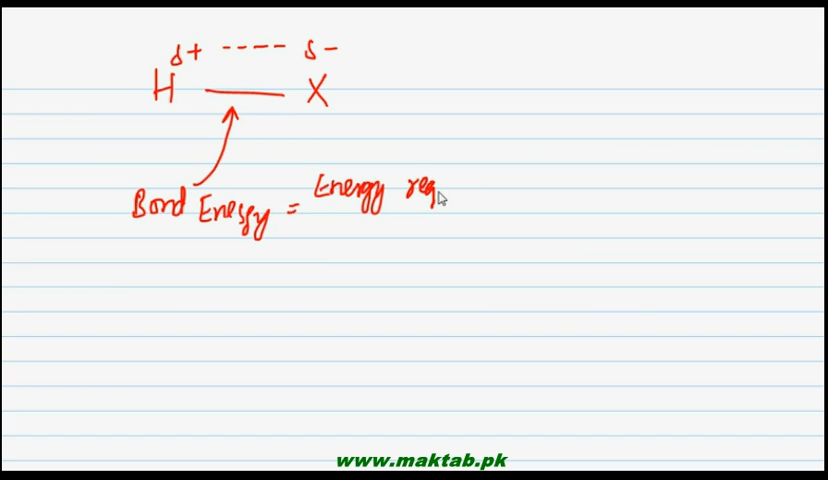 δ+ ---- δ-
H — X
Bond Energy = Energy req
www.maktab.pk